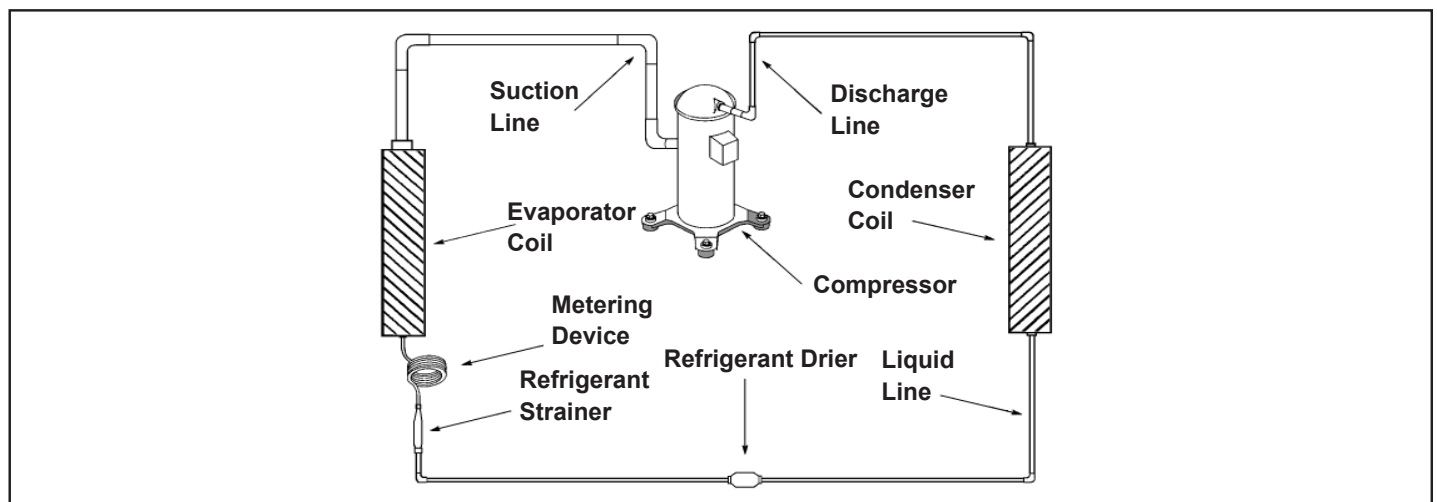 Suction
Line
Discharge
Line
Evaporator
Coil
Condenser
Coil
Compressor
Metering
Device
Refrigerant Drier
Liquid
Line
Refrigerant
Strainer